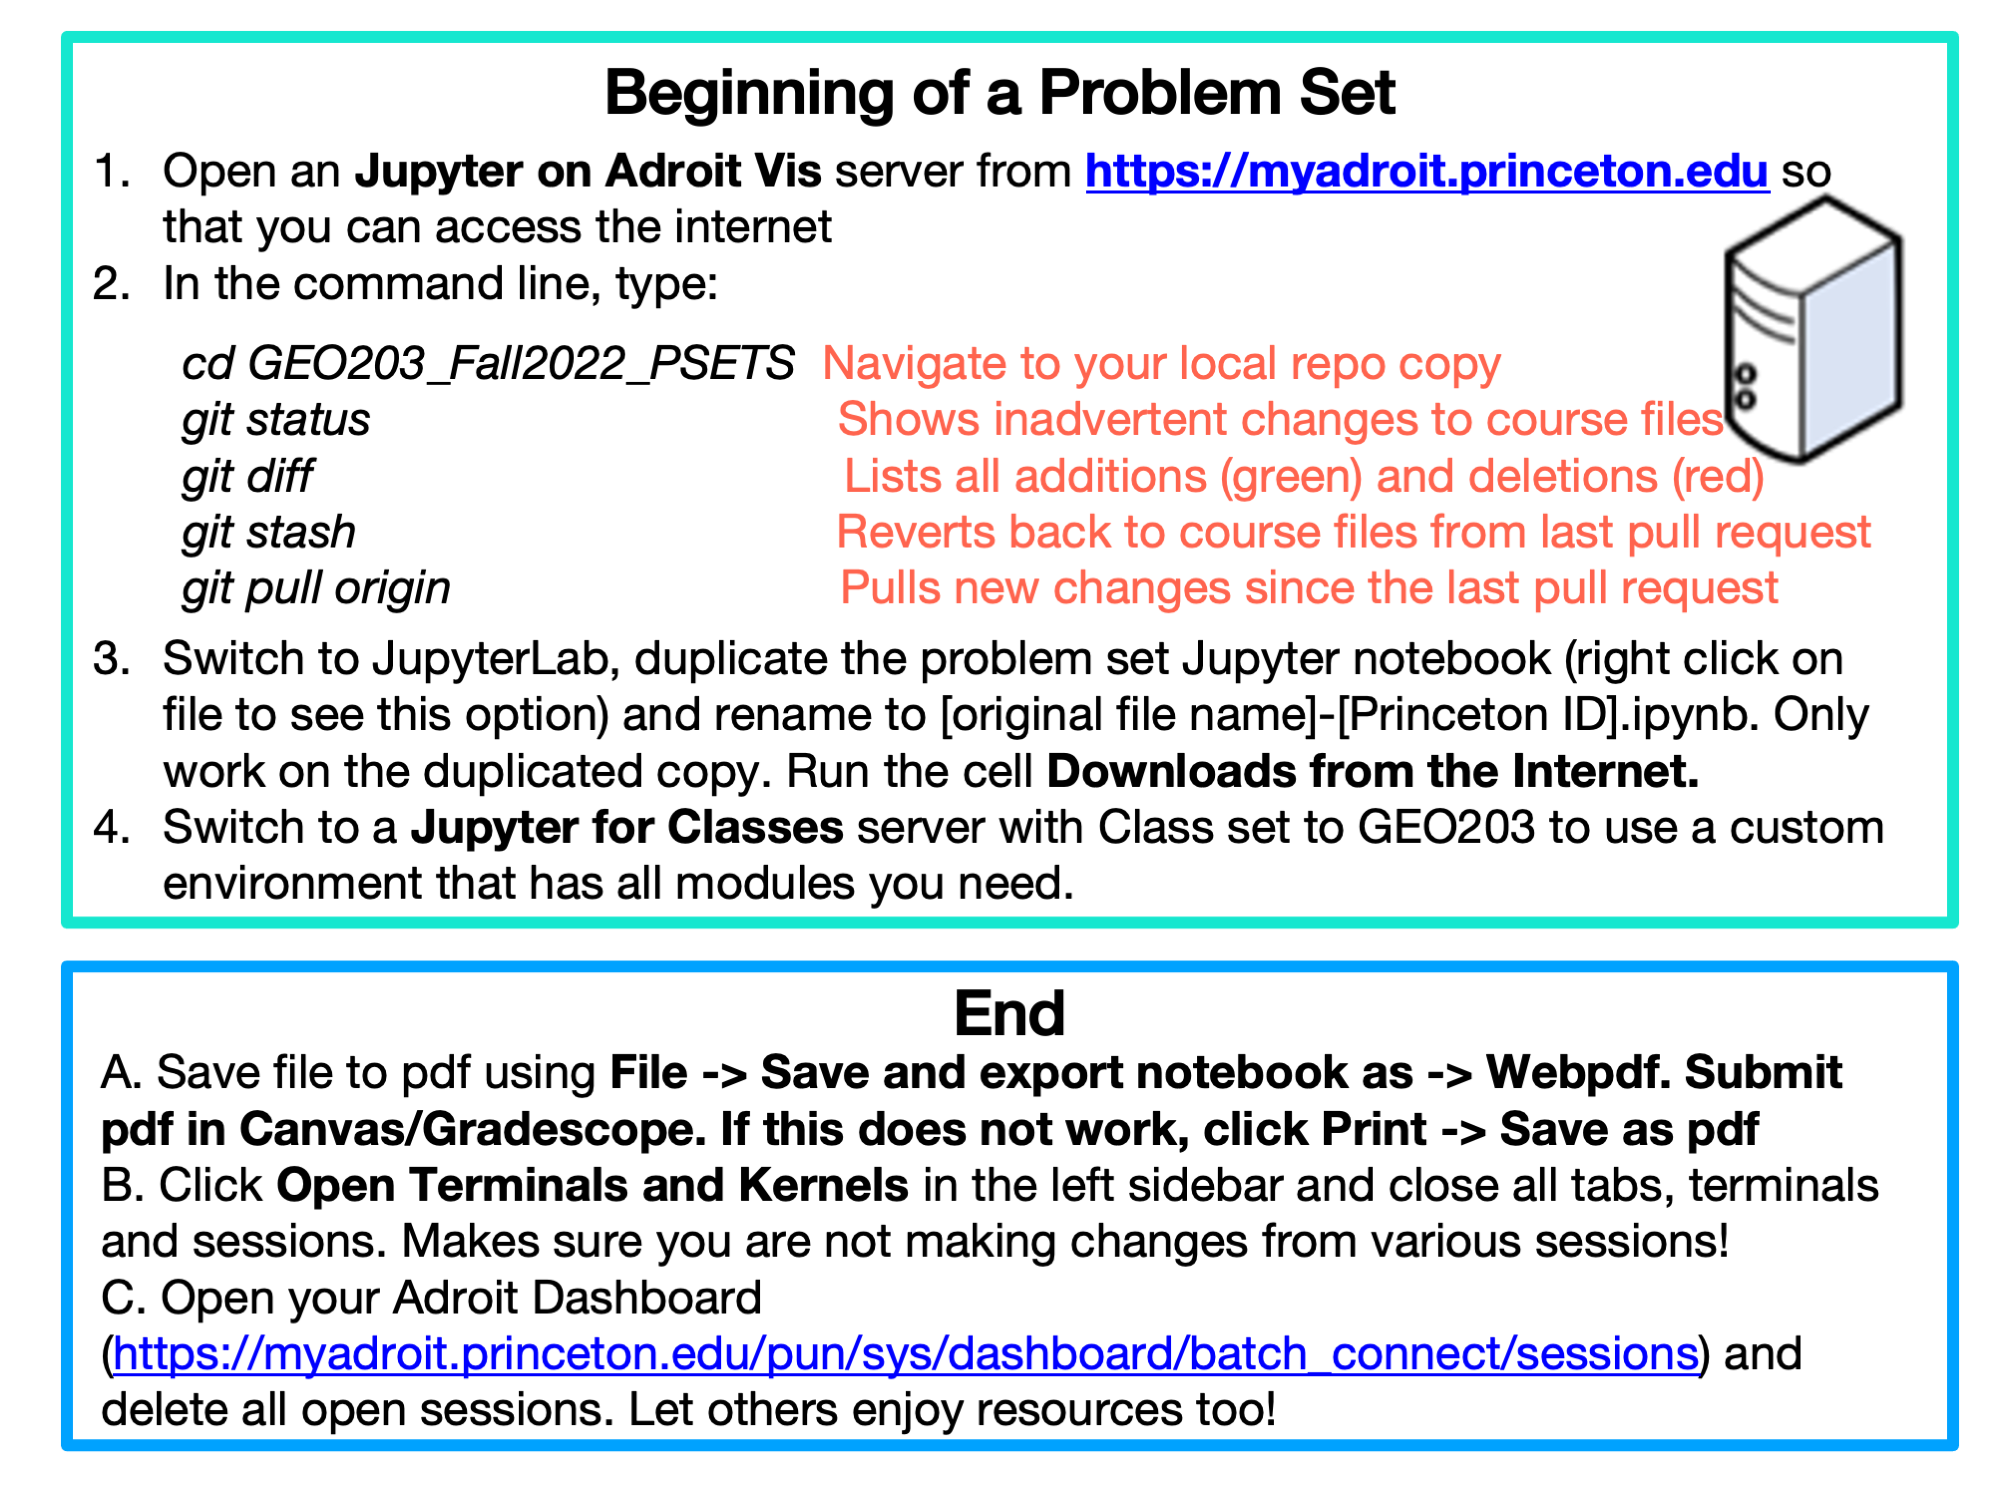 Beginning of a Problem Set
1. Open an Jupyter on Adroit Vis server from https://myadroit.princeton.edu so
that you can access the internet
2. In the command line, type:
cd GEO203_Fall2022_PSETS Navigate to your local repo copy
git status Shows inadvertent changes to course files
git diff Lists all additions (green) and deletions (red)
git stash Reverts back to course files from last pull request
git pull origin Pulls new changes since the last pull request
3. Switch to JupyterLab, duplicate the problem set Jupyter notebook (right click on
file to see this option) and rename to [original file name]-[Princeton ID].ipynb. Only
work on the duplicated copy. Run the cell Downloads from the Internet.
4. Switch to a Jupyter for Classes server with Class set to GEO203 to use a custom
environment that has all modules you need.
End
A. Save file to pdf using File -> Save and export notebook as -> Webpdf. Submit
pdf in Canvas/Gradescope. If this does not work, click Print -> Save as pdf
B. Click Open Terminals and Kernels in the left sidebar and close all tabs, terminals
and sessions. Makes sure you are not making changes from various sessions!
C. Open your Adroit Dashboard
(https://myadroit.princeton.edu/pun/sys/dashboard/batch_connect/sessions) and
delete all open sessions. Let others enjoy resources too!